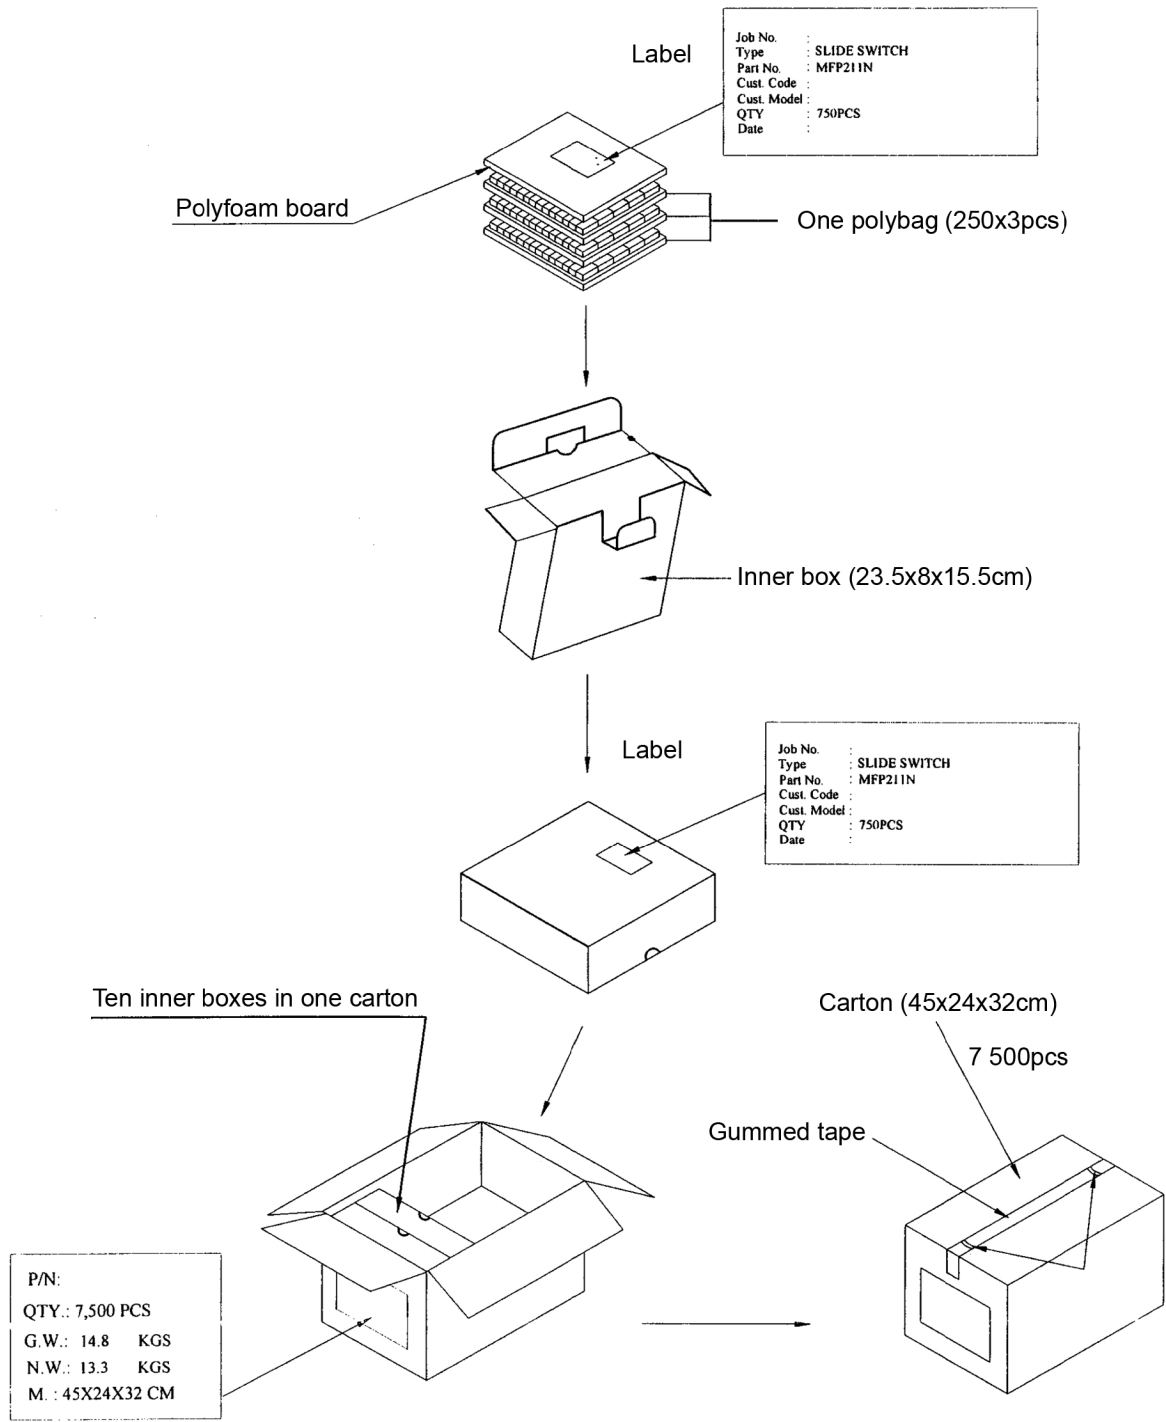 Label
Job No. :
Type : SLIDE SWITCH
Part No. : MFP211N
Cust. Code :
Cust. Model :
QTY : 750PCS
Date :
Polyfoam board
One polybag (250x3pcs)
Inner box (23.5x8x15.5cm)
Label
Job No. :
Type : SLIDE SWITCH
Part No. : MFP211N
Cust. Code :
Cust. Model :
QTY : 750PCS
Date :
Ten inner boxes in one carton
Carton (45x24x32cm)
7 500pcs
Gummed tape
P/N:
QTY.: 7,500 PCS
G.W.: 14.8 KGS
N.W.: 13.3 KGS
M. : 45X24X32 CM